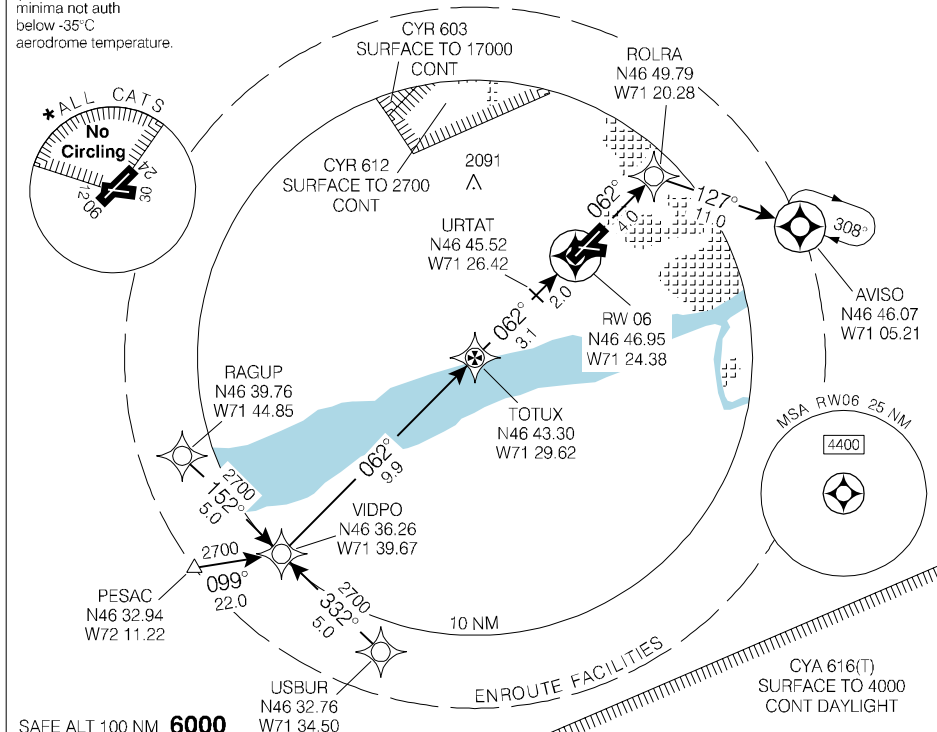 minima not auth
below -35°C
aerodrome temperature.
*ALL CATS
No
Circling
24
30
12
06
CYR 603
SURFACE TO 17000
CONT
CYR 612
SURFACE TO 2700
CONT
2091
ROLRA
N46 49.79
W71 20.28
062°
4.0
127°
11.0
308°
AVISO
N46 46.07
W71 05.21
URTAT
N46 45.52
W71 26.42
2.0
RW 06
N46 46.95
W71 24.38
062°
3.1
TOTUX
N46 43.30
W71 29.62
RAGUP
N46 39.76
W71 44.85
2700
152°
5.0
062°
9.9
VIDPO
N46 36.26
W71 39.67
2700
099°
22.0
PESAC
N46 32.94
W72 11.22
2700
332°
5.0
USBUR
N46 32.76
W71 34.50
10 NM
ENROUTE FACILITIES
MSA RW06 25 NM
4400
CYA 616(T)
SURFACE TO 4000
CONT DAYLIGHT
SAFE ALT 100 NM 6000